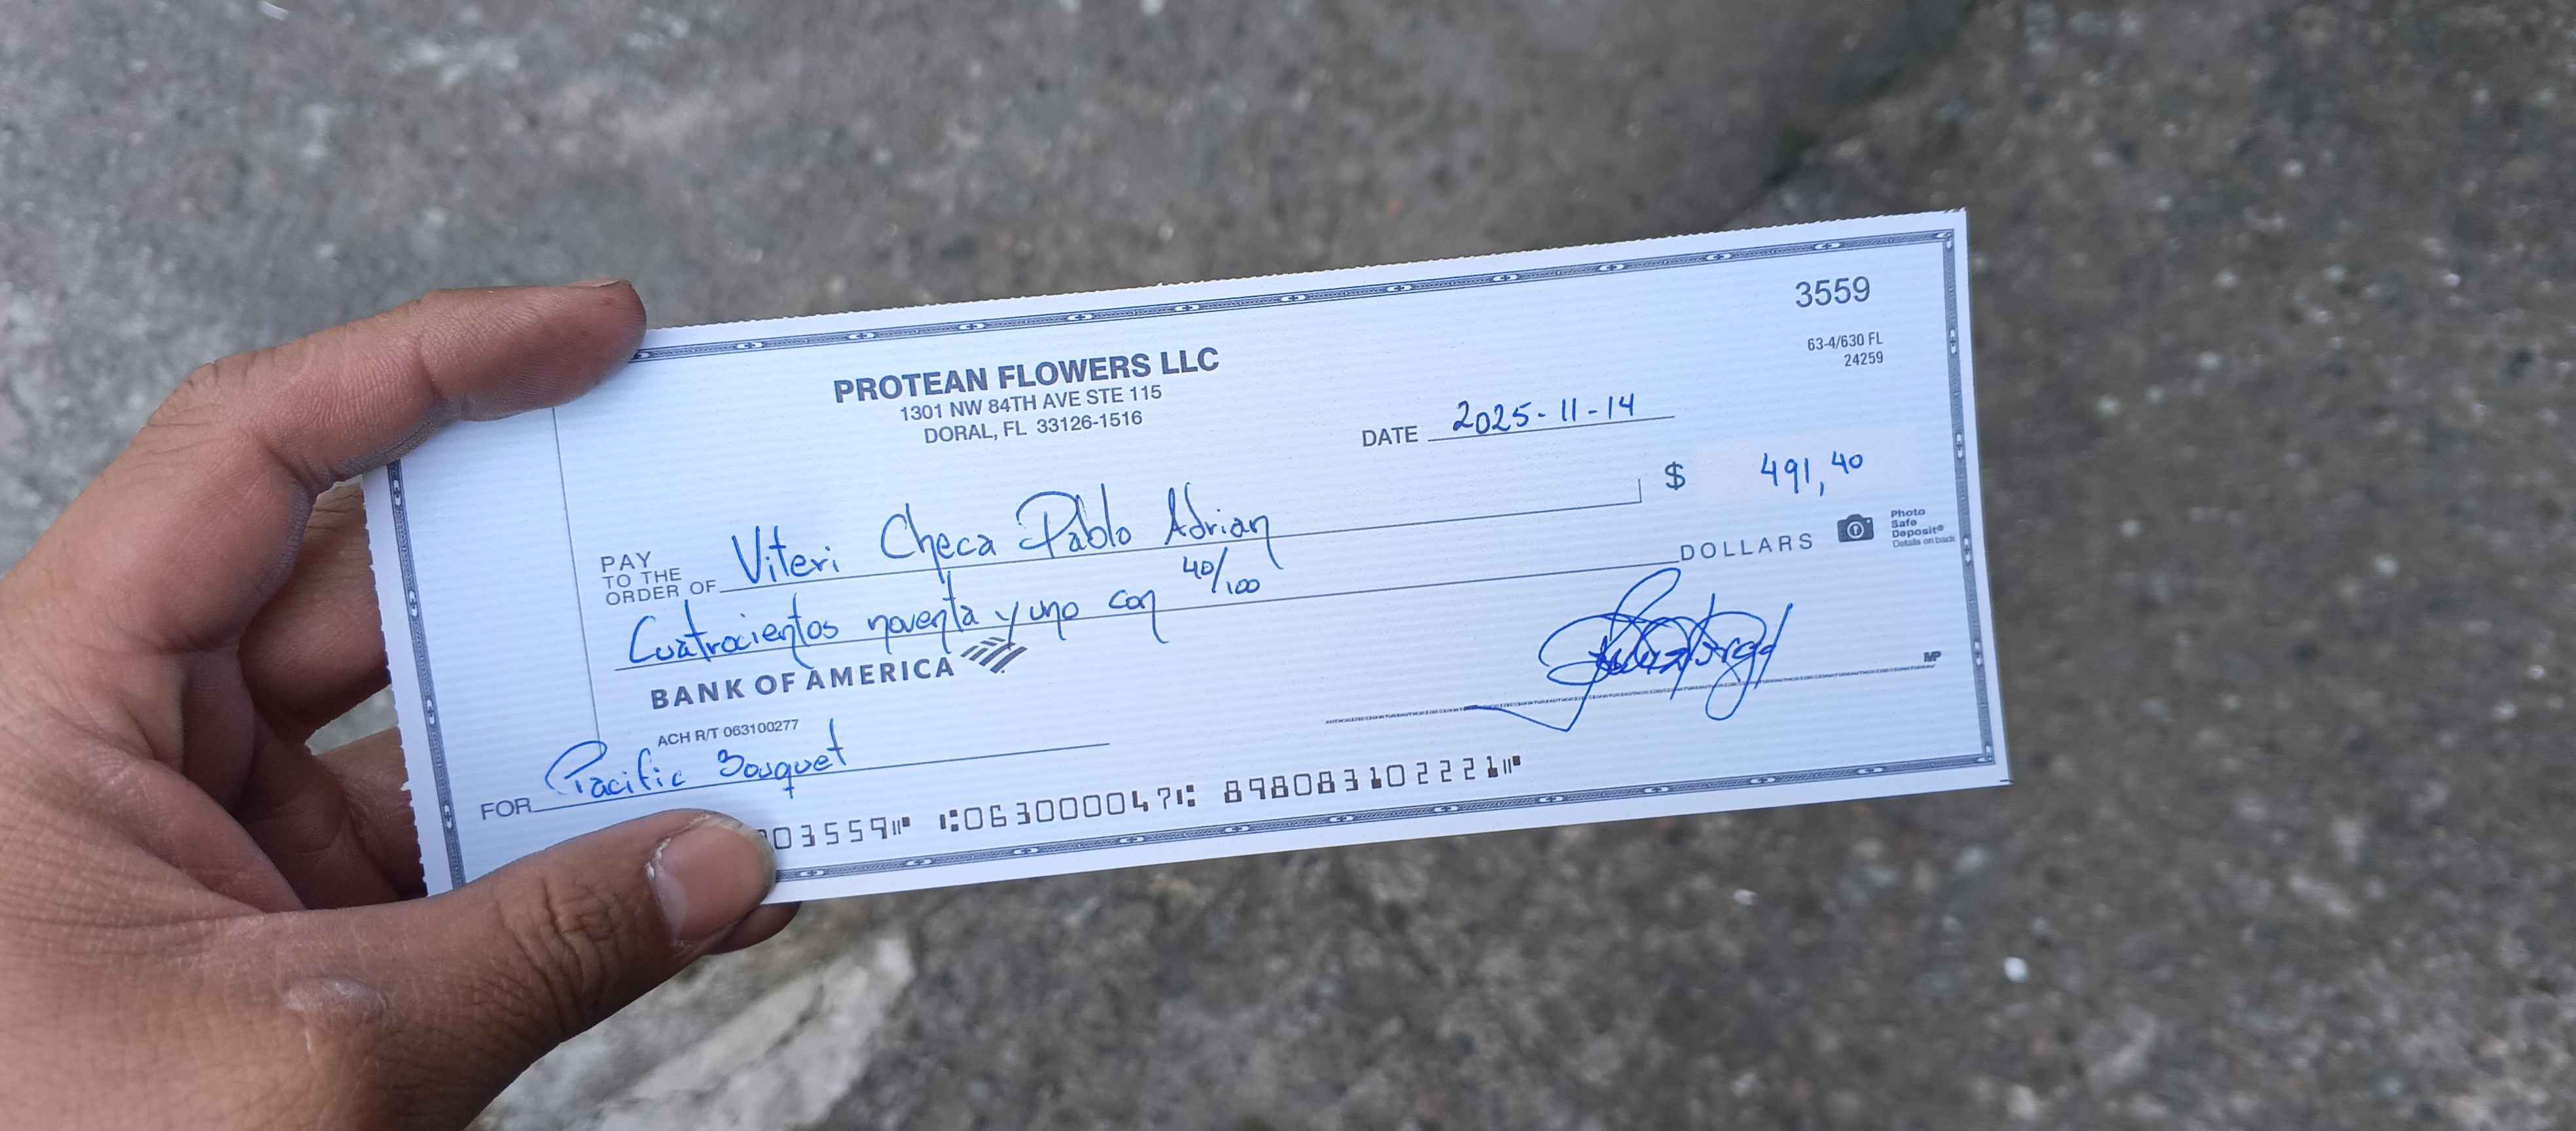 3559
63-4/630 FL
24259
PROTEAN FLOWERS LLC
1301 NW 84TH AVE STE 115
DORAL, FL 33126-1516
DATE 2025-11-14
PAY TO THE ORDER OF Viteri Checa Pablo Adrian $ 491,40
Cuatrocientos noventa y uno con 40/100 DOLLARS
Photo
Safe
Deposit®
Details on back
BANK OF AMERICA
ACH R/T 063100277
MP
FOR Pacific Bouquet
03559⑈ ⑆063000047⑆ 898083102221⑈